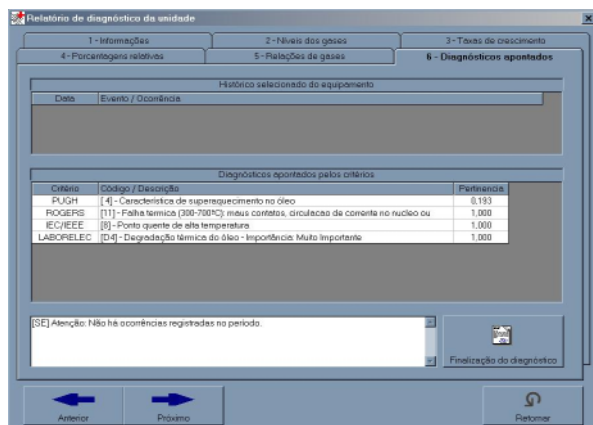 Relatório de diagnóstico da unidade
1 - Informações
2 - Níveis dos gases
3 - Taxas de crescimento
4 - Porcentagens relativas
5 - Relações de gases
6 - Diagnósticos apontados
Histórico selecionado do equipamento
Data Evento / Ocorrência
Diagnósticos apontados pelos critérios
Critério Código / Descrição Pertinencia
PUGH [ 4] - Característica de superaquecimento no óleo 0,193
ROGERS [11] - Falha termica (300-700ºC): maus contatos, circulacao de corrente no nucleo ou 1,000
IEC/IEEE [8] - Ponto quente de alta temperatura 1,000
LABORELEC [D4] - Degradação térmica do óleo - Importância: Muito Importante 1,000
[SE] Atenção: Não há ocorrências registradas no período.
Finalização do diagnóstico
Anterior
Próximo
Retornar